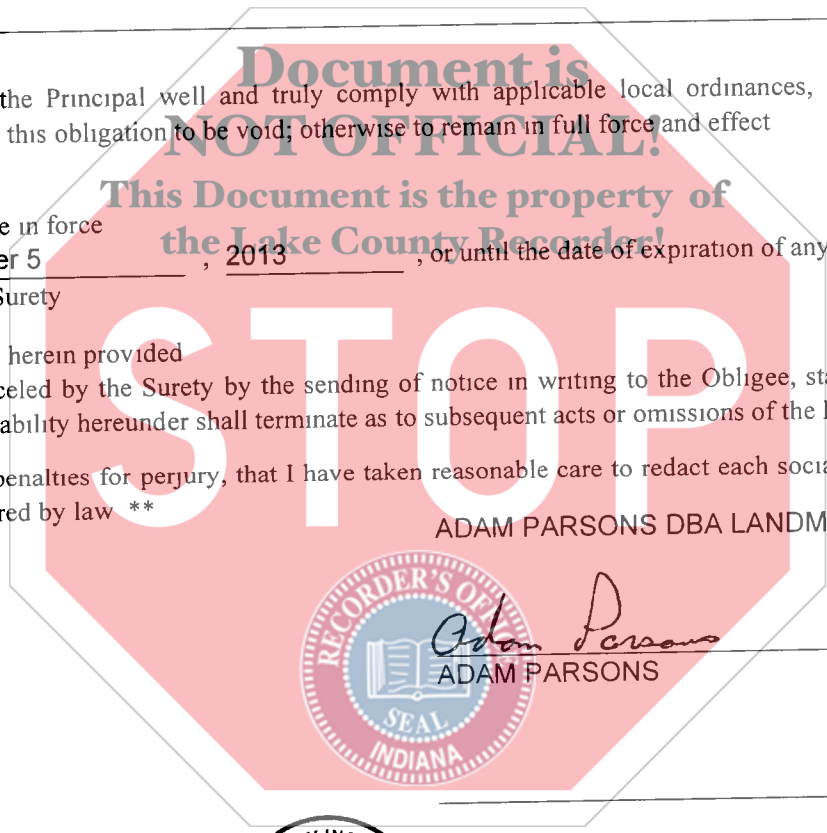 Document is
the Principal well and truly comply with applicable local ordinances,
this obligation to be void; otherwise to remain in full force and effect
NOT OFFICIAL!
This Document is the property of
e in force
the Lake County Recorder!
er 5 , 2013 , or until the date of expiration of any
Surety
STOP
herein provided
celed by the Surety by the sending of notice in writing to the Obligee, sta
ability hereunder shall terminate as to subsequent acts or omissions of the
penalties for perjury, that I have taken reasonable care to redact each socia
red by law **
ADAM PARSONS DBA LANDM
RECORDER'S OFFICE
Adam Parsons
ADAM PARSONS
SEAL
INDIANA